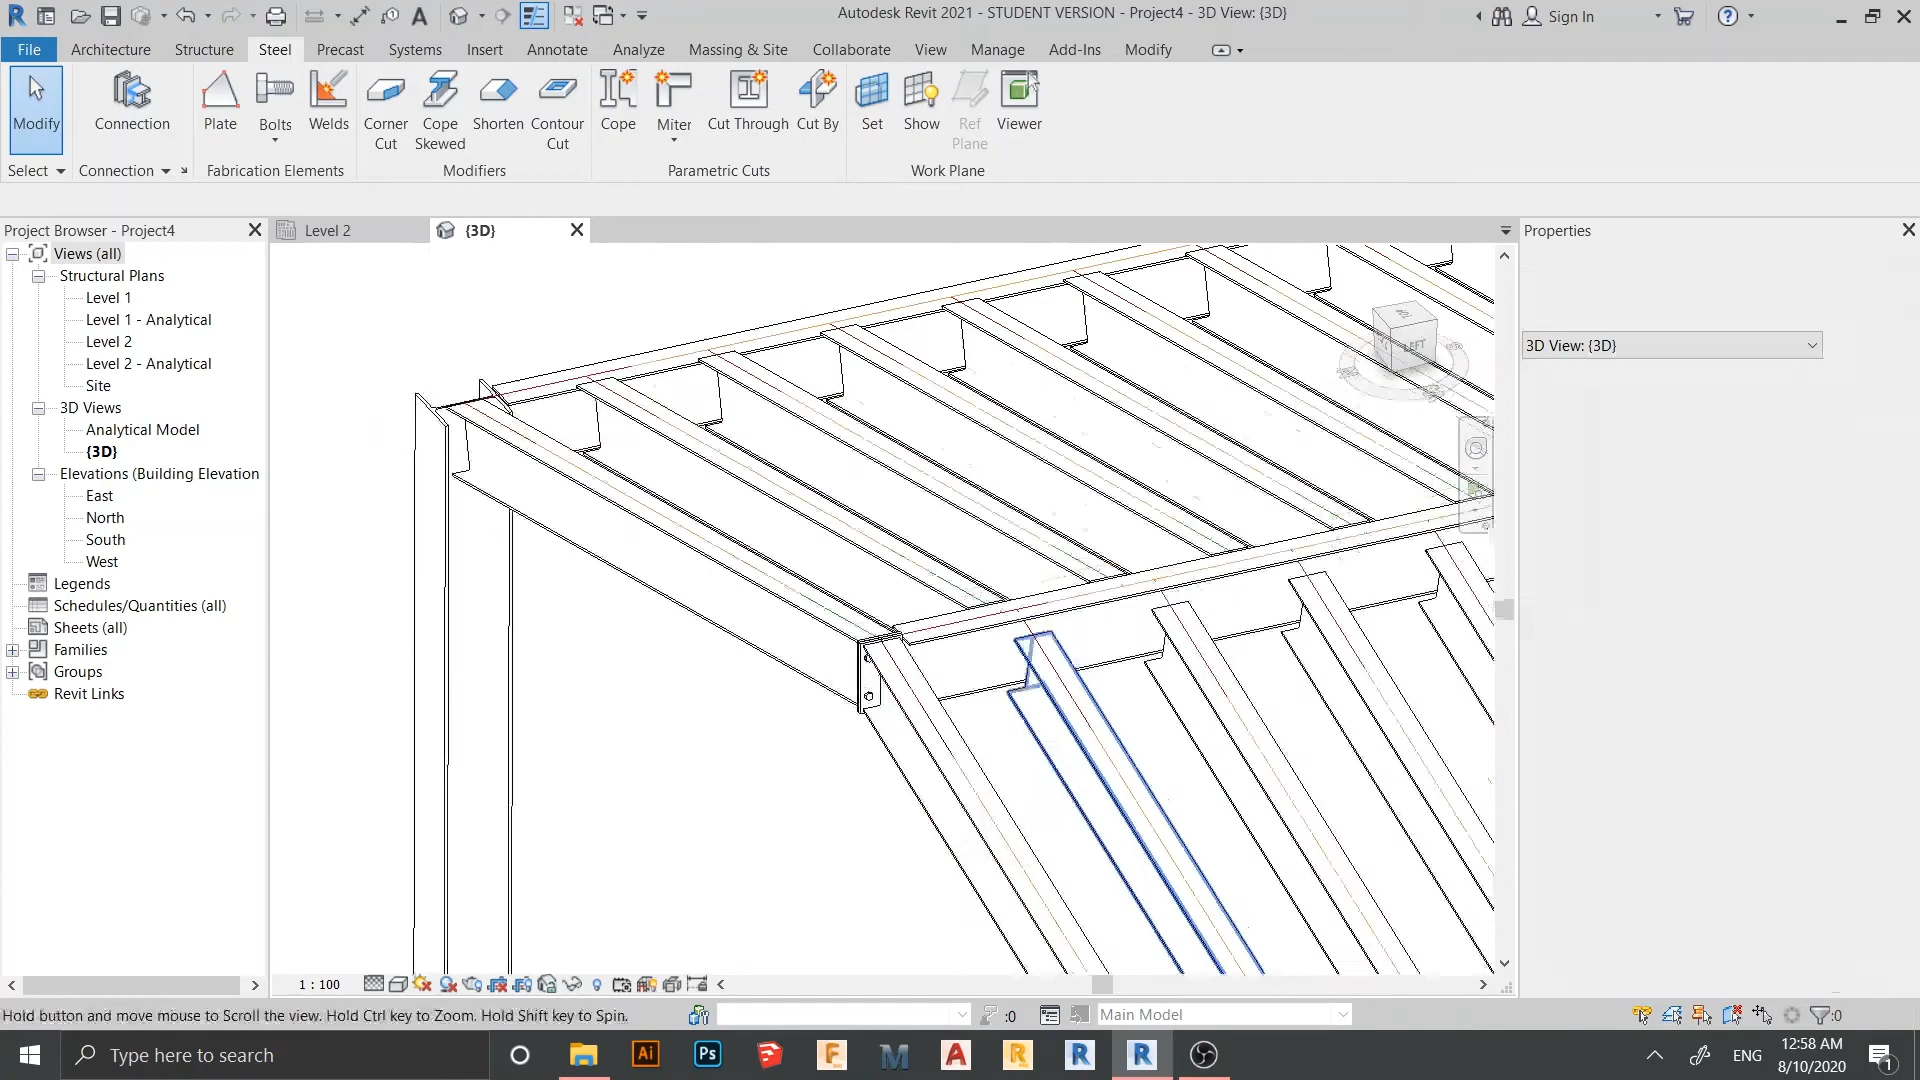 Autodesk Revit 2021 - STUDENT VERSION - Project4 - 3D View: {3D}
Sign In
File Architecture Structure Steel Precast Systems Insert Annotate Analyze Massing & Site Collaborate View Manage Add-Ins Modify
Modify
Connection
Plate
Bolts
Welds
Corner Cut
Cope Skewed
Shorten
Contour Cut
Cope
Miter
Cut Through
Cut By
Set
Show
Ref Plane
Viewer
Select
Connection
Fabrication Elements
Modifiers
Parametric Cuts
Work Plane
Project Browser - Project4
Level 2
{3D}
Properties
Views (all)
Structural Plans
Level 1
Level 1 - Analytical
Level 2
Level 2 - Analytical
Site
3D Views
Analytical Model
{3D}
Elevations (Building Elevation
East
North
South
West
Legends
Schedules/Quantities (all)
Sheets (all)
Families
Groups
Revit Links
TOP
LEFT
3D View: {3D}
1 : 100
Hold button and move mouse to Scroll the view. Hold Ctrl key to Zoom. Hold Shift key to Spin.
:0
Main Model
:0
Type here to search
Ai
Ps
ENG
12:58 AM
8/10/2020
1